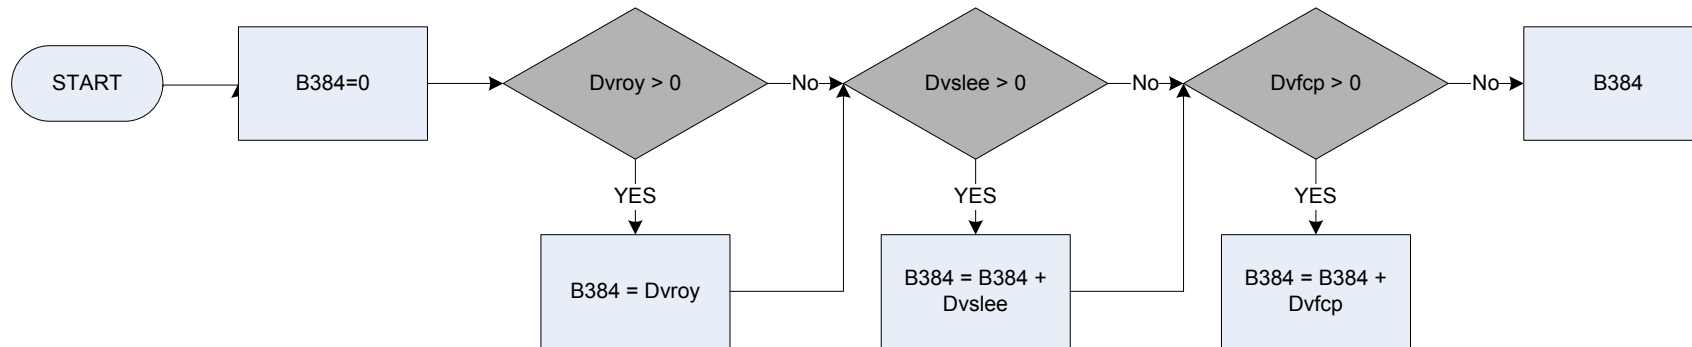 START
B384=0
Dvroy > 0
No
Dvslee > 0
No
Dvfcp > 0
No
B384
YES
YES
YES
B384 = Dvroy
B384 = B384 +
Dvslee
B384 = B384 +
Dvfcp